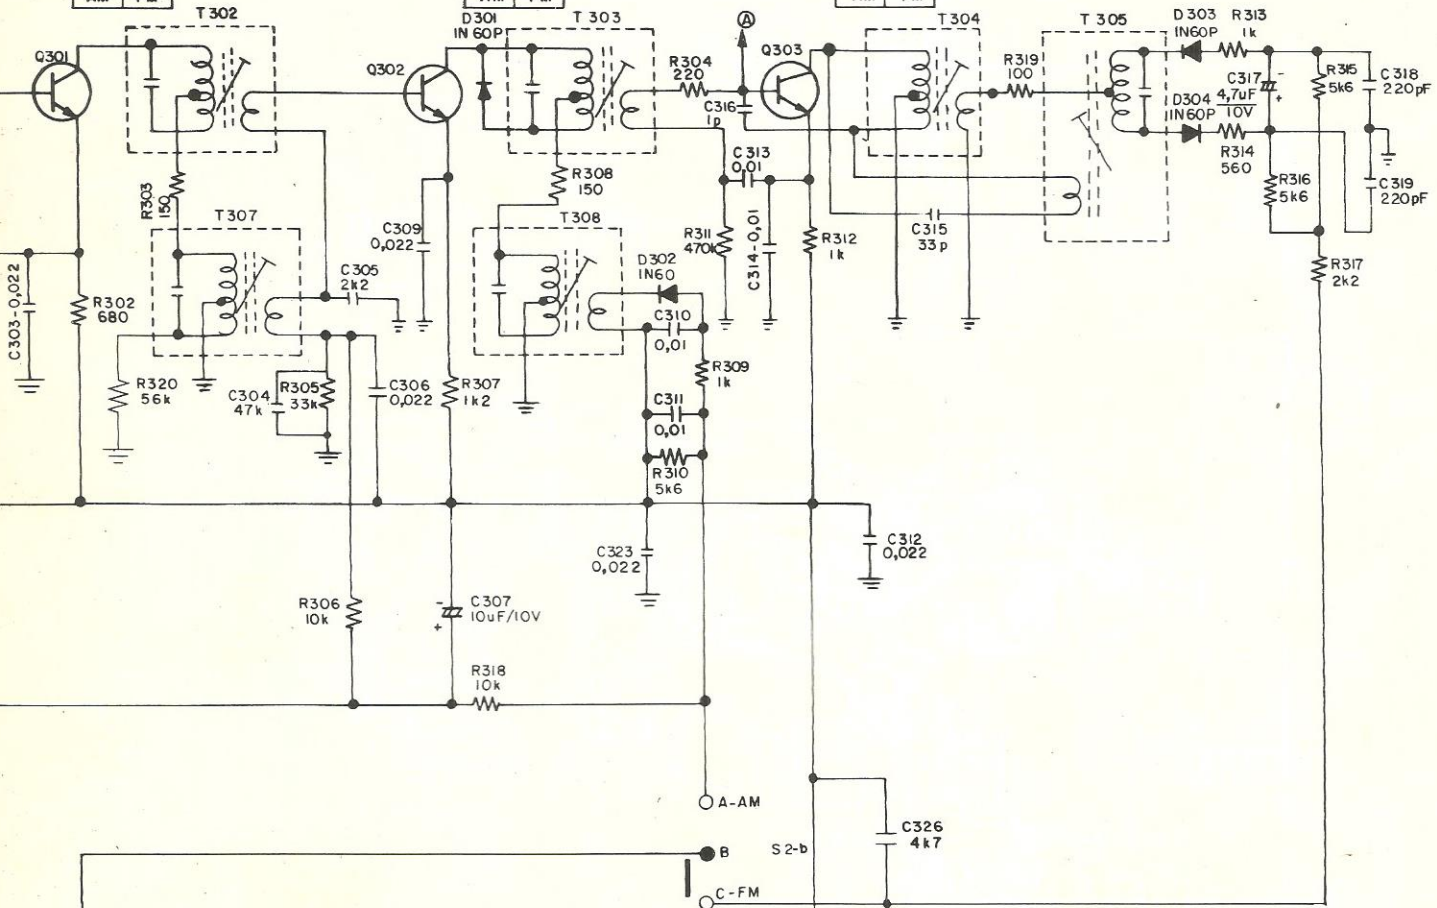 T302
D301
1N 60P
T303
Ⓐ
T304
T 305
D303
1N60P
R313
1k
Q301
Q302
R304
220
Q303
R319
100
C317
4,7uF
10V
-
+
R315
5k6
C318
220pF
C316
1p
D304
1N60P
R314
560
R303
150
R308
150
C313
0,01
R316
5k6
C319
220pF
T307
T308
C309
0,022
R311
470k
C314-0,01
R312
1k
C315
33p
C303-0,022
C305
2k2
D302
1N60
R317
2k2
R302
680
C310
0,01
R320
56k
C304
47k
R305
33k
C306
0,022
R307
1k2
R309
1k
C311
0,01
R310
5k6
C323
0,022
C312
0,022
R306
10k
-
+
C307
10uF/10V
R318
10k
A-AM
B
S2-b
C326
4k7
C-FM